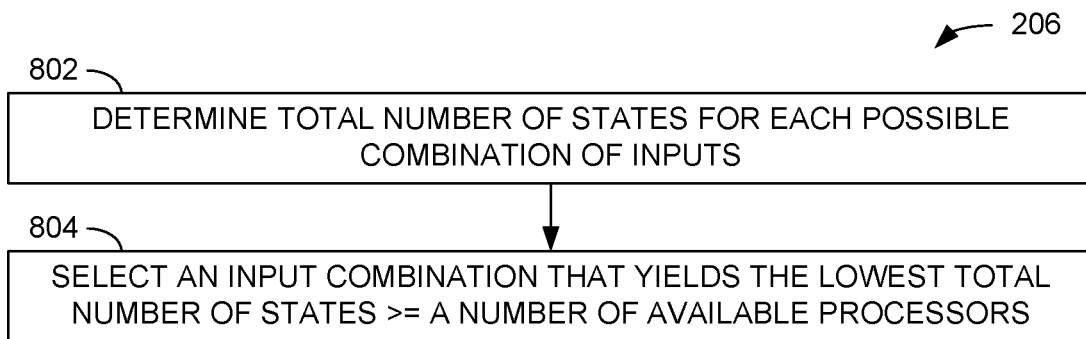 206
802
DETERMINE TOTAL NUMBER OF STATES FOR EACH POSSIBLE
COMBINATION OF INPUTS
804
SELECT AN INPUT COMBINATION THAT YIELDS THE LOWEST TOTAL
NUMBER OF STATES >= A NUMBER OF AVAILABLE PROCESSORS